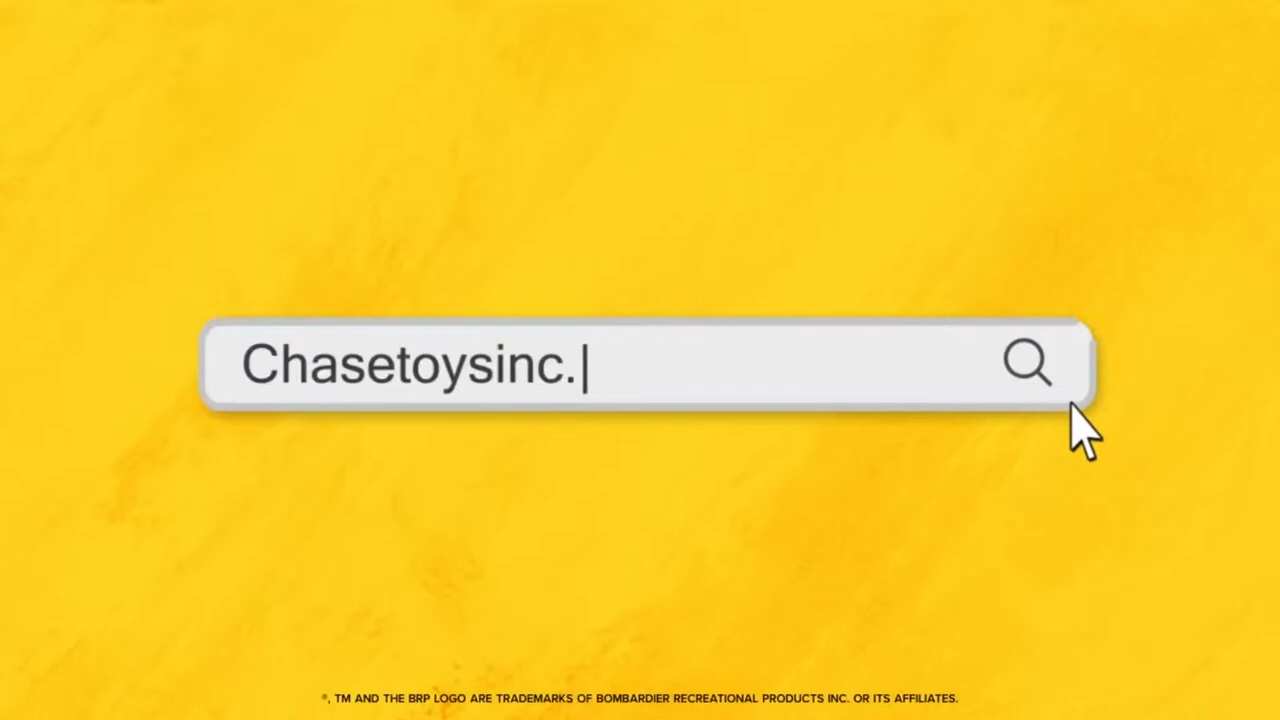 Chasetoysinc.
®, TM AND THE BRP LOGO ARE TRADEMARKS OF BOMBARDIER RECREATIONAL PRODUCTS INC. OR ITS AFFILIATES.